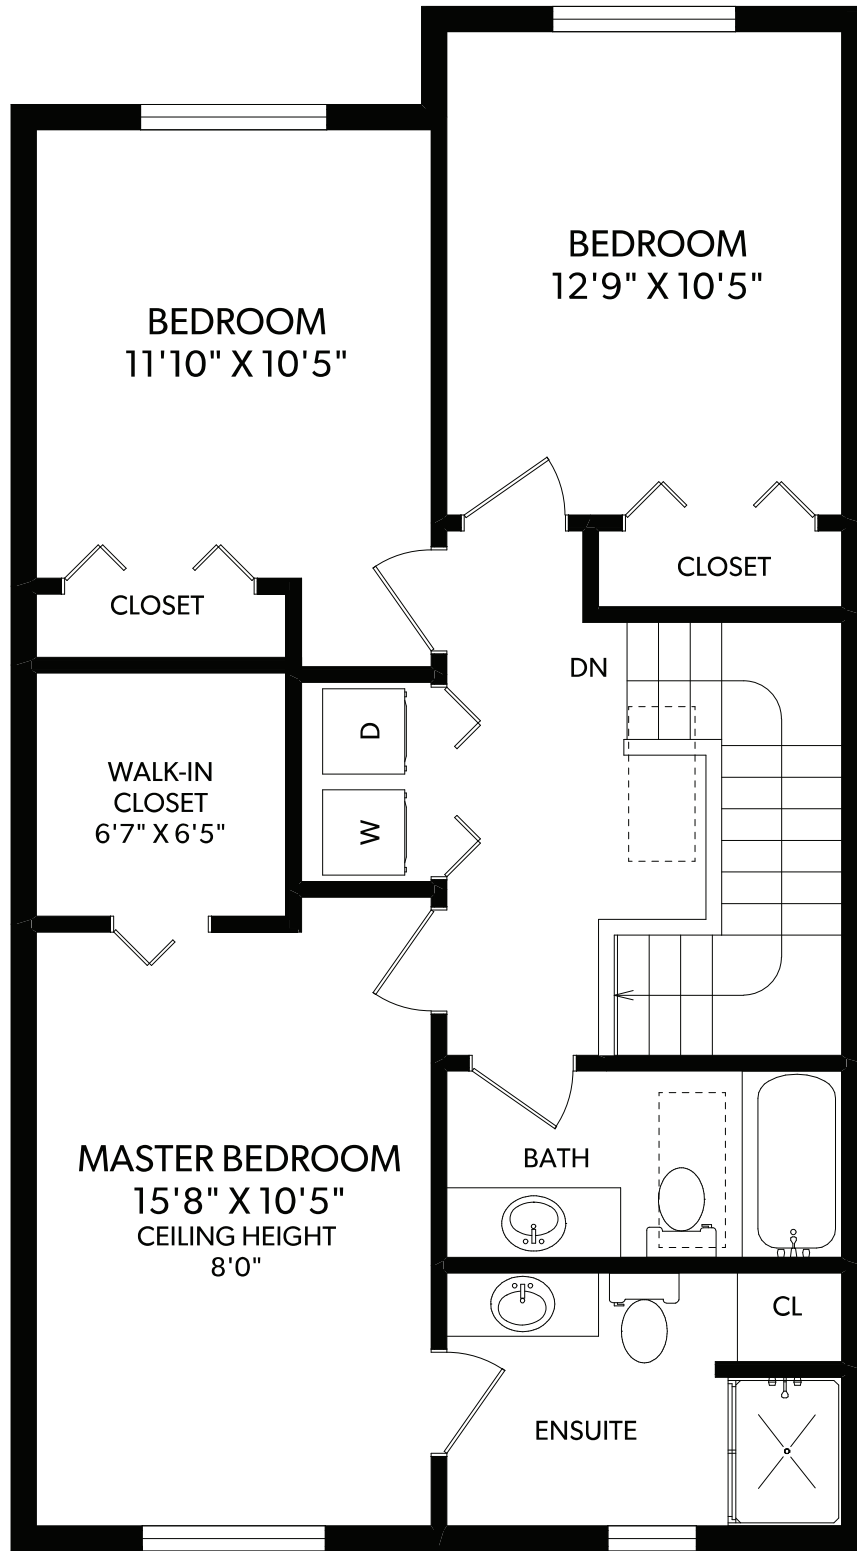 BEDROOM
12'9" X 10'5"
BEDROOM
11'10" X 10'5"
CLOSET
CLOSET
DN
D
W
WALK-IN
CLOSET
6'7" X 6'5"
MASTER BEDROOM
15'8" X 10'5"
CEILING HEIGHT
8'0"
BATH
CL
ENSUITE